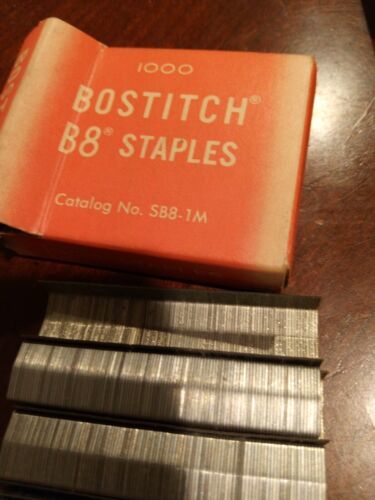 1000
BOSTITCH®
B8® STAPLES
Catalog No. SB8-1M